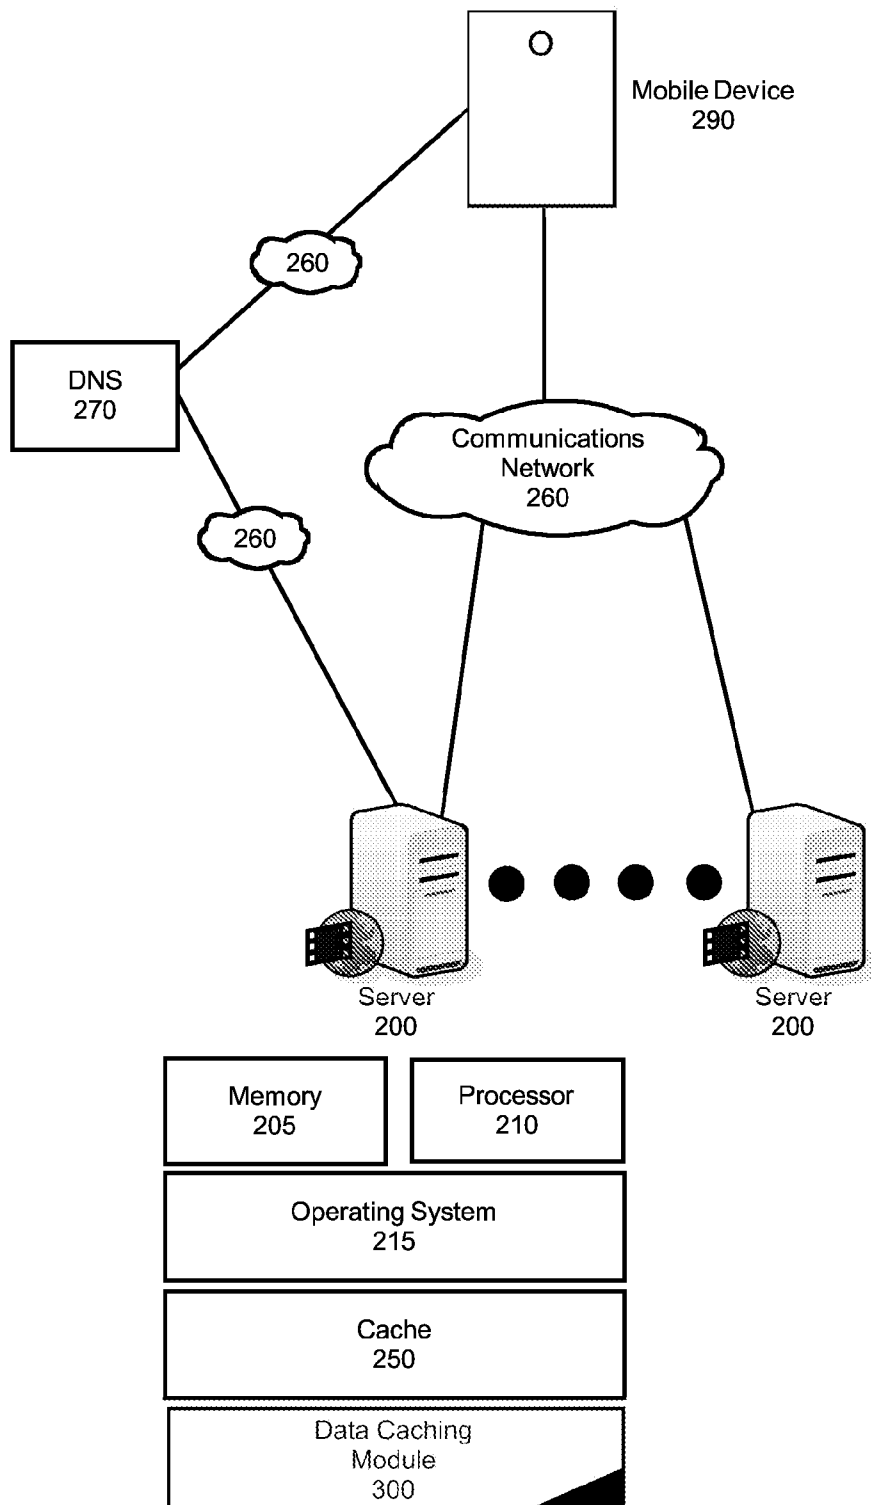 Mobile Device
290
260
DNS
270
Communications
Network
260
260
Server
200
Server
200
Memory
205
Processor
210
Operating System
215
Cache
250
Data Caching
Module
300